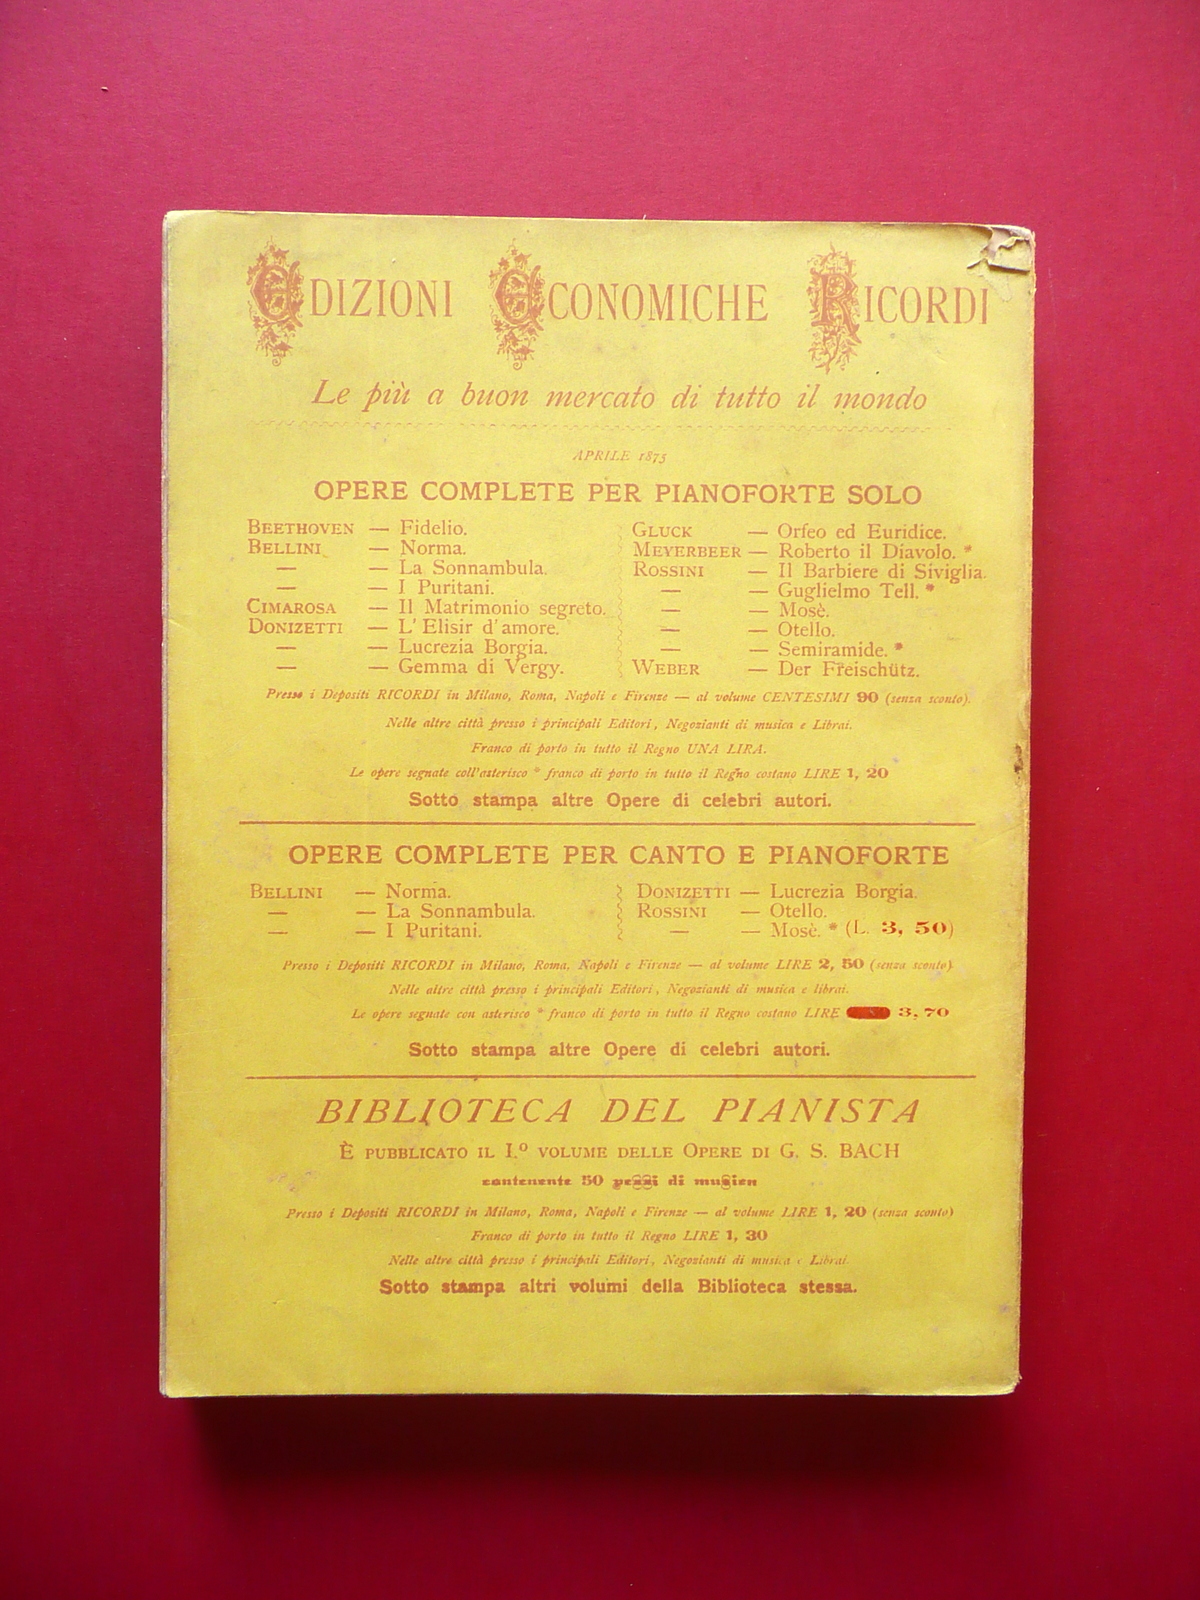 EDIZIONI ECONOMICHE RICORDI
Le più a buon mercato di tutto il mondo
APRILE 1875
OPERE COMPLETE PER PIANOFORTE SOLO
BEETHOVEN — Fidelio.
BELLINI — Norma.
— — La Sonnambula.
— — I Puritani.
CIMAROSA — Il Matrimonio segreto.
DONIZETTI — L'Elisir d'amore.
— — Lucrezia Borgia.
— — Gemma di Vergy.
GLUCK — Orfeo ed Euridice.
MEYERBEER — Roberto il Diavolo. *
ROSSINI — Il Barbiere di Siviglia.
— — Guglielmo Tell. *
— — Mosè.
— — Otello.
— — Semiramide. *
WEBER — Der Freischütz.
Presso i Depositi RICORDI in Milano, Roma, Napoli e Firenze — al volume CENTESIMI 90 (senza sconto).
Nelle altre città presso i principali Editori, Negozianti di musica e Librai.
Franco di porto in tutto il Regno UNA LIRA.
Le opere segnate coll'asterisco * franco di porto in tutto il Regno costano LIRE 1, 20
Sotto stampa altre Opere di celebri autori.
OPERE COMPLETE PER CANTO E PIANOFORTE
BELLINI — Norma.
— — La Sonnambula.
— — I Puritani.
DONIZETTI — Lucrezia Borgia.
ROSSINI — Otello.
— — Mosè. * (L. 3, 50)
Presso i Depositi RICORDI in Milano, Roma, Napoli e Firenze — al volume LIRE 2, 50 (senza sconto).
Nelle altre città presso i principali Editori, Negozianti di musica e librai.
Le opere segnate con asterisco * franco di porto in tutto il Regno costano LIRE 3, 70
Sotto stampa altre Opere di celebri autori.
BIBLIOTECA DEL PIANISTA
È PUBBLICATO IL I.º VOLUME DELLE OPERE DI G. S. BACH
contenente 50 pezzi di musica
Presso i Depositi RICORDI in Milano, Roma, Napoli e Firenze — al volume LIRE 1, 20 (senza sconto)
Franco di porto in tutto il Regno LIRE 1, 30
Nelle altre città presso i principali Editori, Negozianti di musica e Librai.
Sotto stampa altri volumi della Biblioteca stessa.